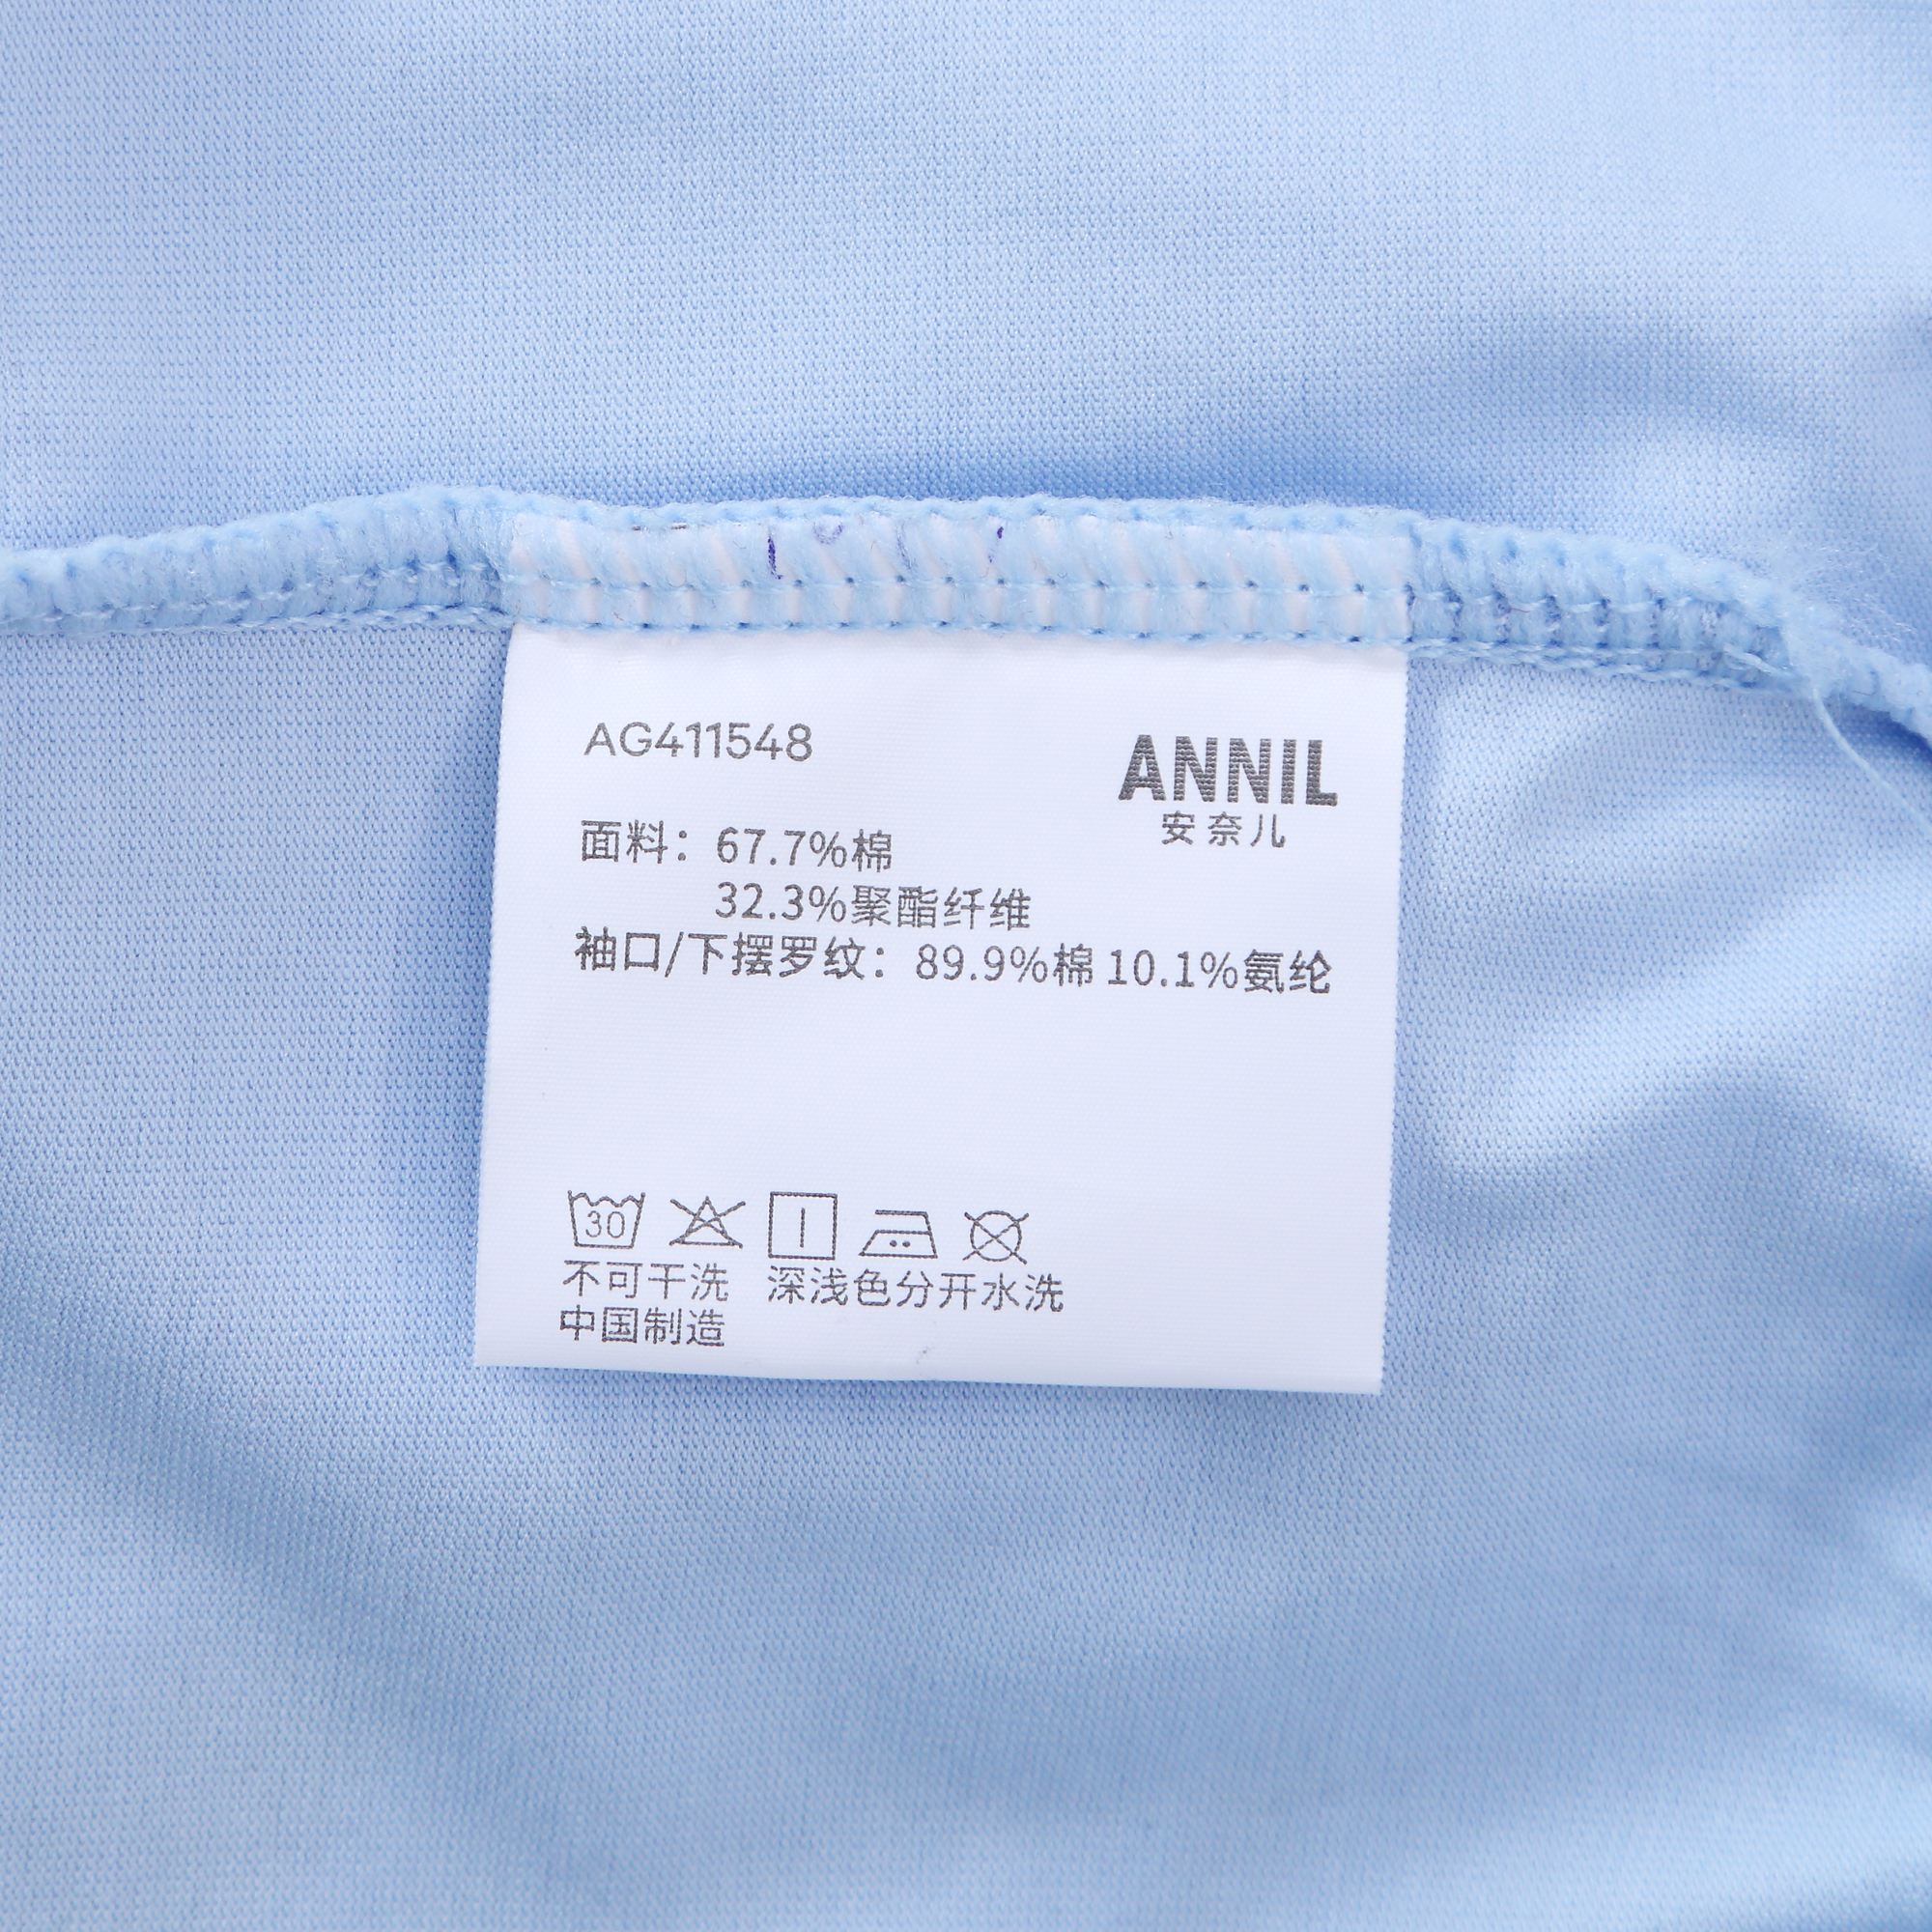 AG411548
ANNIL
安奈儿
面料：67.7%棉
32.3%聚酯纤维
袖口/下摆罗纹：89.9%棉 10.1%氨纶
30
不可干洗 深浅色分开水洗
中国制造